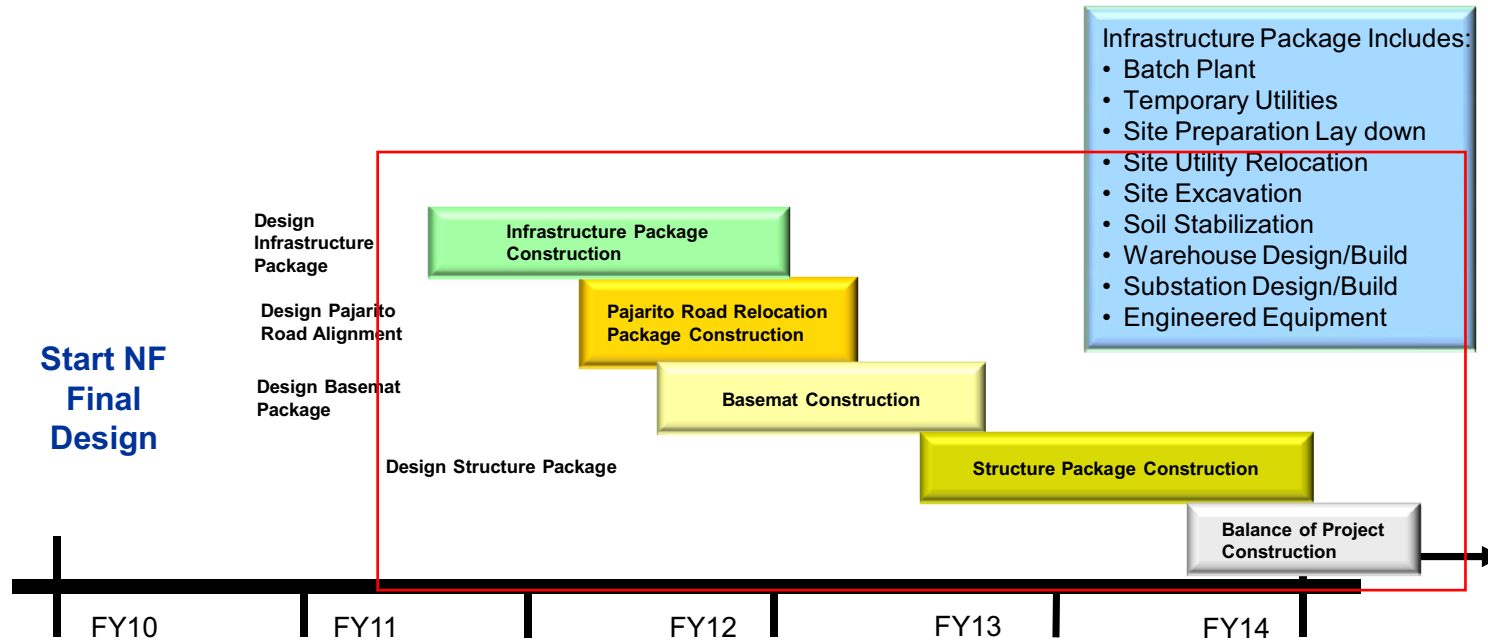 Infrastructure Package Includes:
• Batch Plant
• Temporary Utilities
• Site Preparation Lay down
• Site Utility Relocation
• Site Excavation
• Soil Stabilization
• Warehouse Design/Build
• Substation Design/Build
• Engineered Equipment
Design
Infrastructure
Package
Infrastructure Package
Construction
Design Pajarito
Road Alignment
Pajarito Road Relocation
Package Construction
Start NF
Final
Design
Design Basemat
Package
Basemat Construction
Design Structure Package
Structure Package Construction
Balance of Project
Construction
FY10
FY11
FY12
FY13
FY14